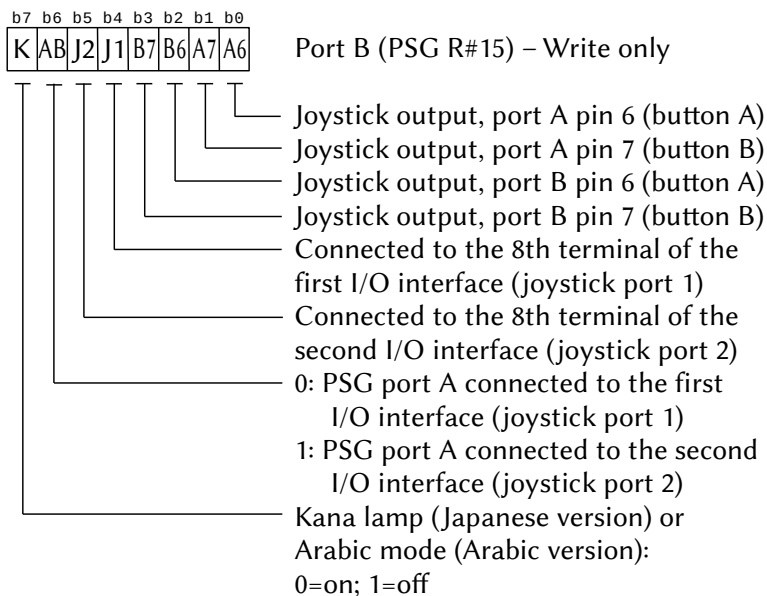 b7 b6 b5 b4 b3 b2 b1 b0
K AB J2 J1 B7 B6 A7 A6 Port B (PSG R#15) – Write only
Joystick output, port A pin 6 (button A)
Joystick output, port A pin 7 (button B)
Joystick output, port B pin 6 (button A)
Joystick output, port B pin 7 (button B)
Connected to the 8th terminal of the
first I/O interface (joystick port 1)
Connected to the 8th terminal of the
second I/O interface (joystick port 2)
0: PSG port A connected to the first
I/O interface (joystick port 1)
1: PSG port A connected to the second
I/O interface (joystick port 2)
Kana lamp (Japanese version) or
Arabic mode (Arabic version):
0=on; 1=off